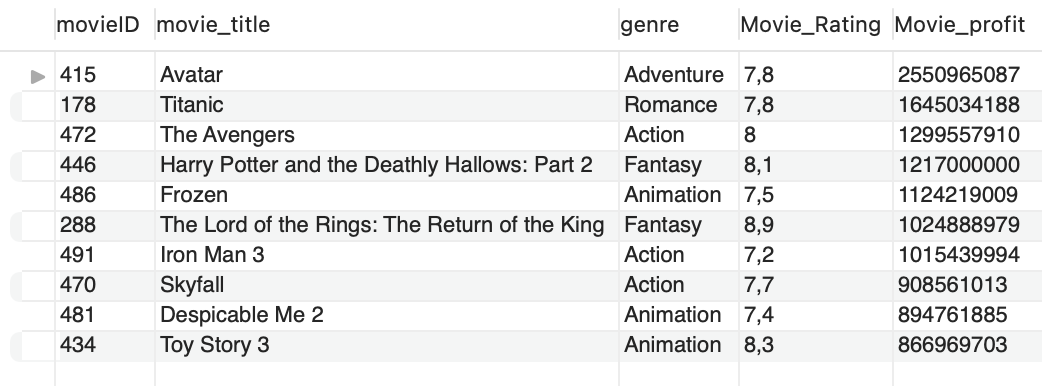 movieID movie_title genre Movie_Rating Movie_profit
415 Avatar Adventure 7,8 2550965087
178 Titanic Romance 7,8 1645034188
472 The Avengers Action 8 1299557910
446 Harry Potter and the Deathly Hallows: Part 2 Fantasy 8,1 1217000000
486 Frozen Animation 7,5 1124219009
288 The Lord of the Rings: The Return of the King Fantasy 8,9 1024888979
491 Iron Man 3 Action 7,2 1015439994
470 Skyfall Action 7,7 908561013
481 Despicable Me 2 Animation 7,4 894761885
434 Toy Story 3 Animation 8,3 866969703